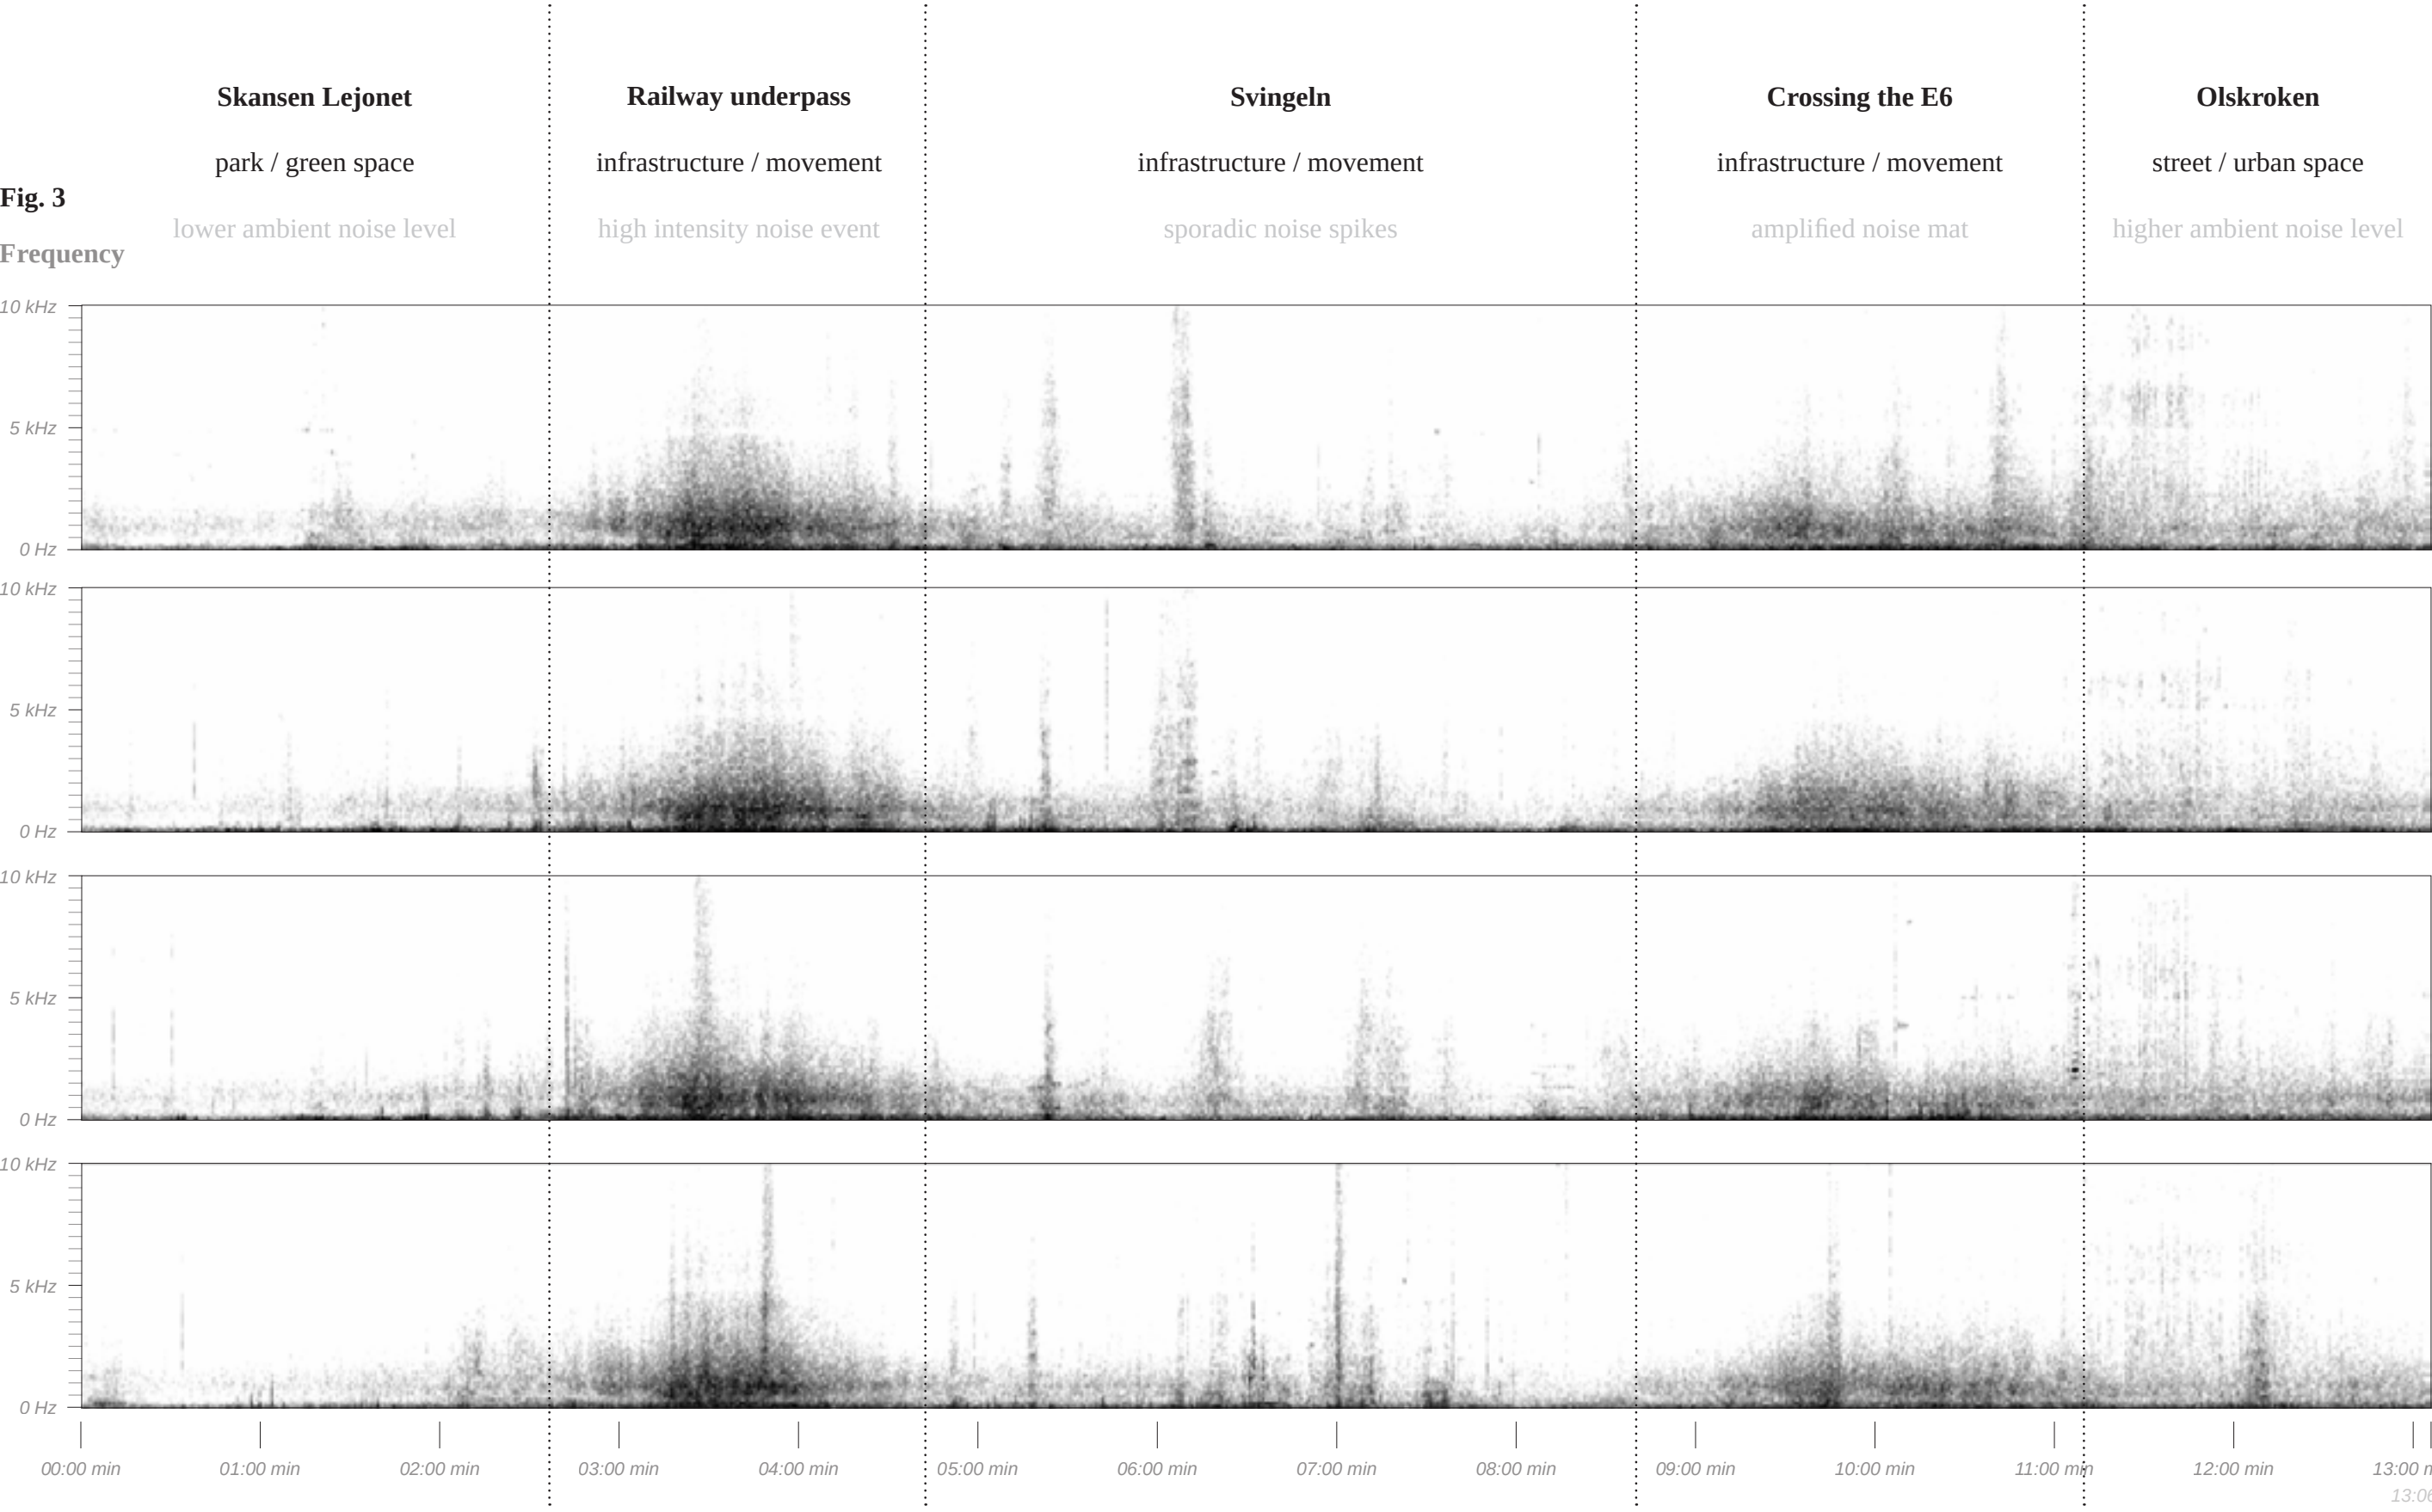 Skansen Lejonet
Railway underpass
Svingeln
Crossing the E6
Olskroken
park / green space
infrastructure / movement
infrastructure / movement
infrastructure / movement
street / urban space
Fig. 3
lower ambient noise level
high intensity noise event
sporadic noise spikes
amplified noise mat
higher ambient noise level
Frequency
10 kHz
5 kHz
0 Hz
10 kHz
5 kHz
0 Hz
10 kHz
5 kHz
0 Hz
10 kHz
5 kHz
0 Hz
00:00 min
01:00 min
02:00 min
03:00 min
04:00 min
05:00 min
06:00 min
07:00 min
08:00 min
09:00 min
10:00 min
11:00 min
12:00 min
13:00